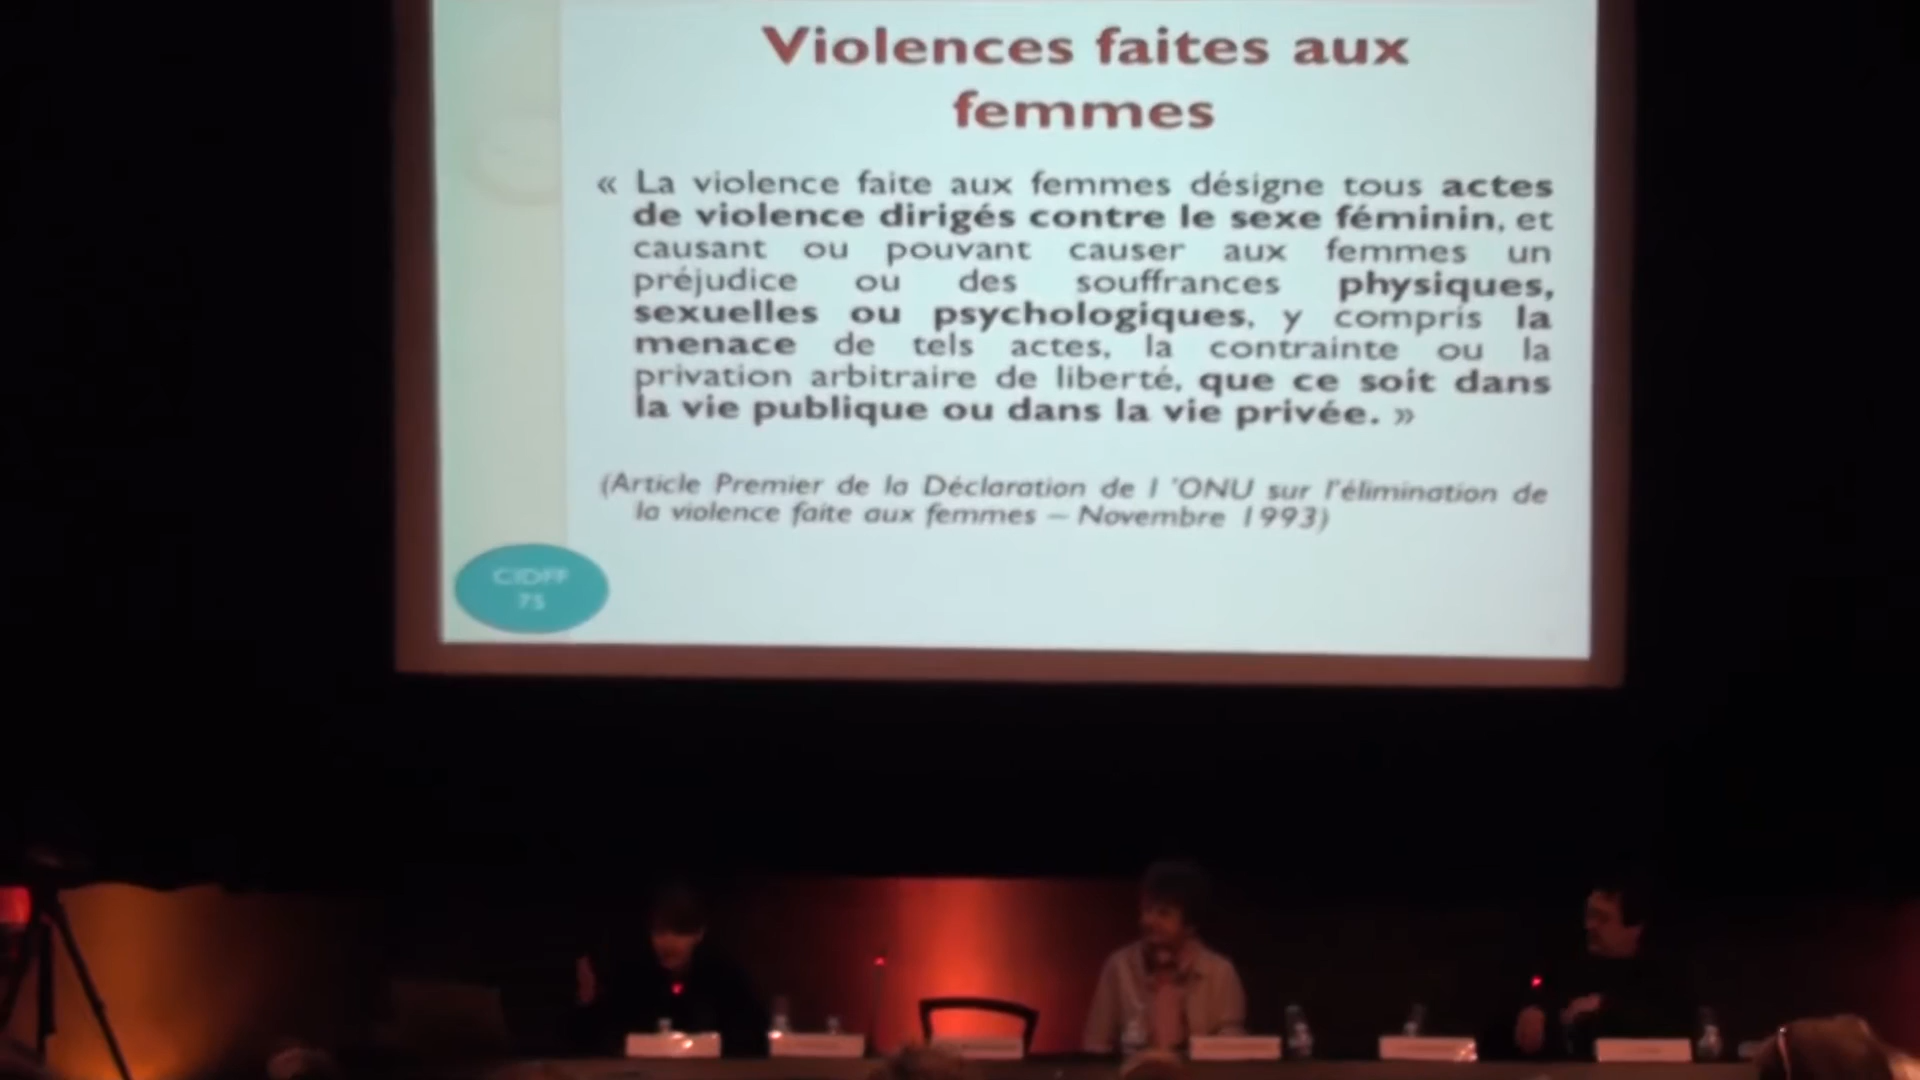 Violences faites aux
femmes
« La violence faite aux femmes désigne tous actes
de violence dirigés contre le sexe féminin, et
causant ou pouvant causer aux femmes un
préjudice ou des souffrances physiques,
sexuelles ou psychologiques, y compris la
menace de tels actes, la contrainte ou la
privation arbitraire de liberté, que ce soit dans
la vie publique ou dans la vie privée. »
(Article Premier de la Déclaration de l 'ONU sur l'élimination de
la violence faite aux femmes – Novembre 1993)
CIDFF
75